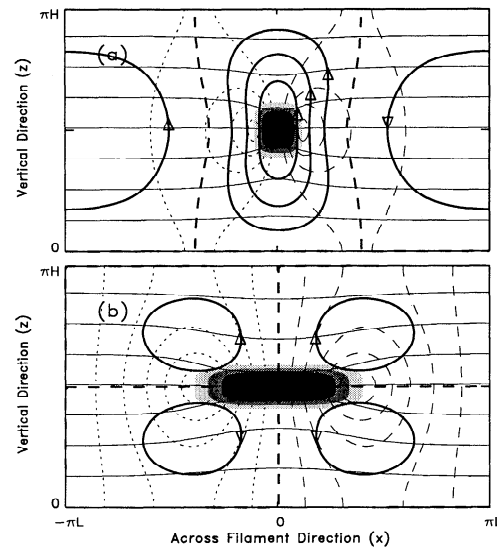 πH
(a)
Vertical Direction (z)
0
πH
(b)
Vertical Direction (z)
0
−πL
0
πL
Across Filament Direction (x)